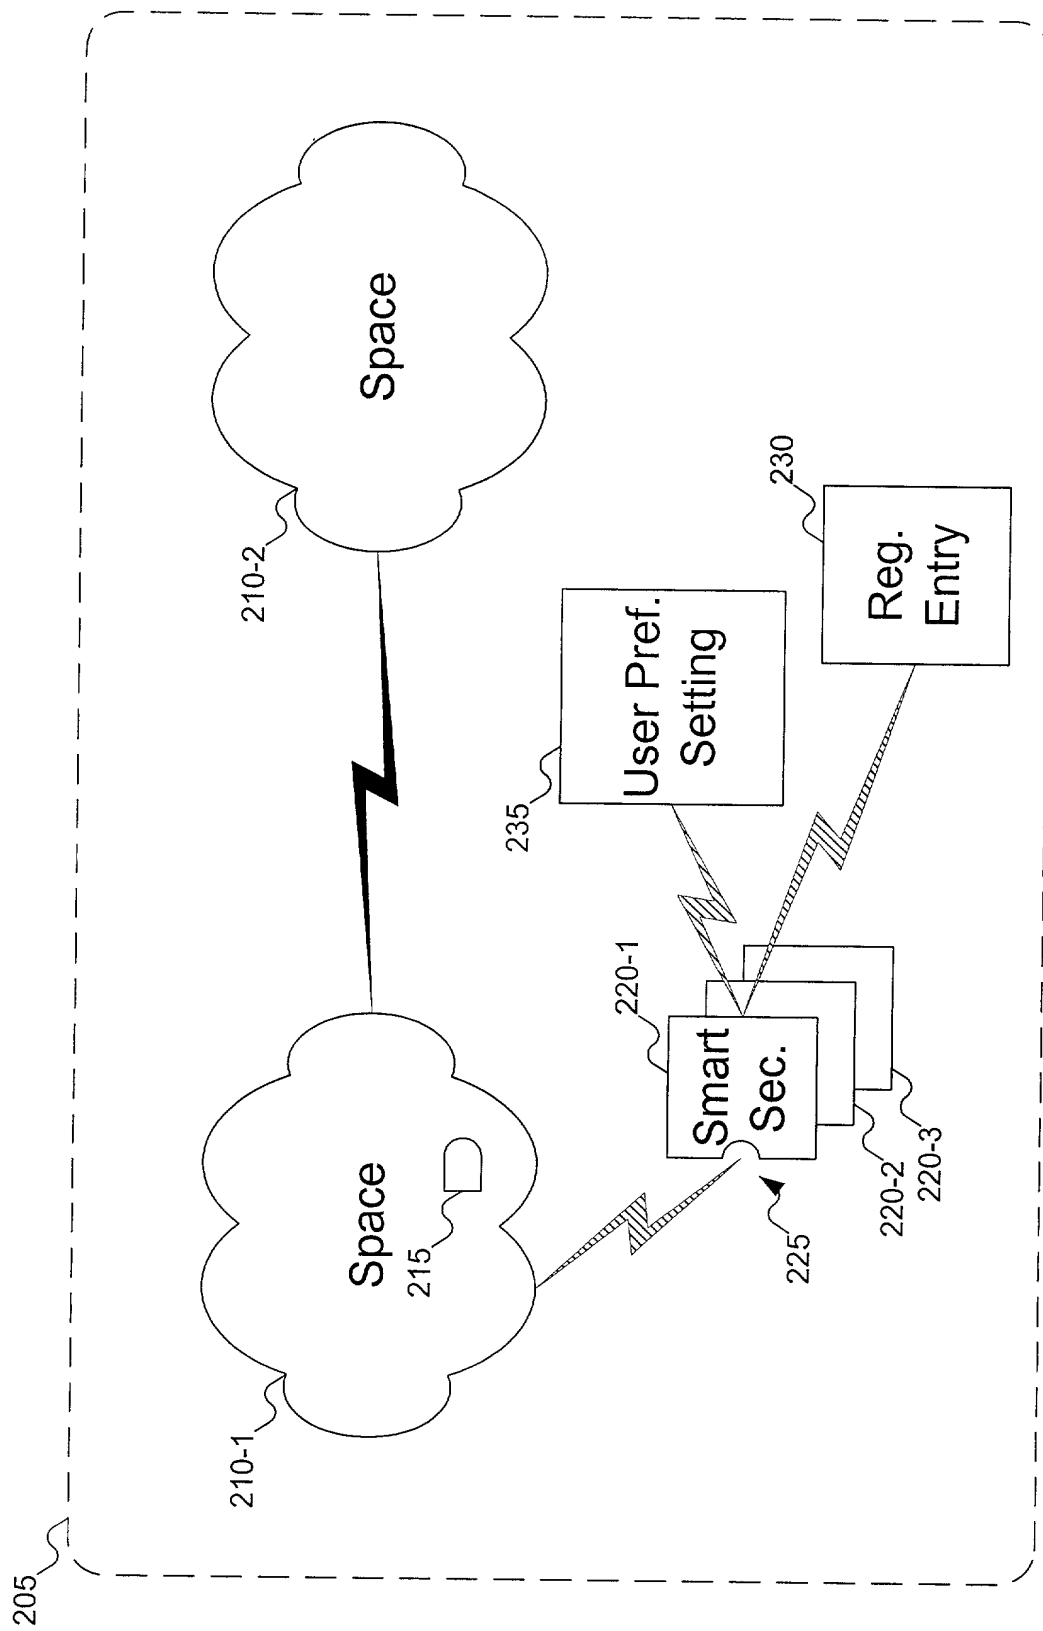 205
210-1
Space
215
210-2
Space
225
220-1
Smart
Sec.
220-2
220-3
235
User Pref.
Setting
230
Reg.
Entry